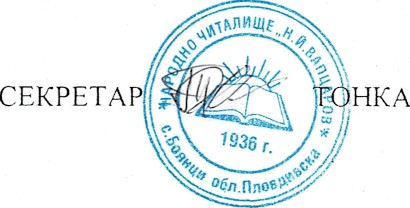 СЕКРЕТАР ТОНКА
*НАРОДНО ЧИТАЛИЩЕ „Н.Й.ВАПЦАРОВ*
1936 г.
с.Боянци обл.Пловдивска